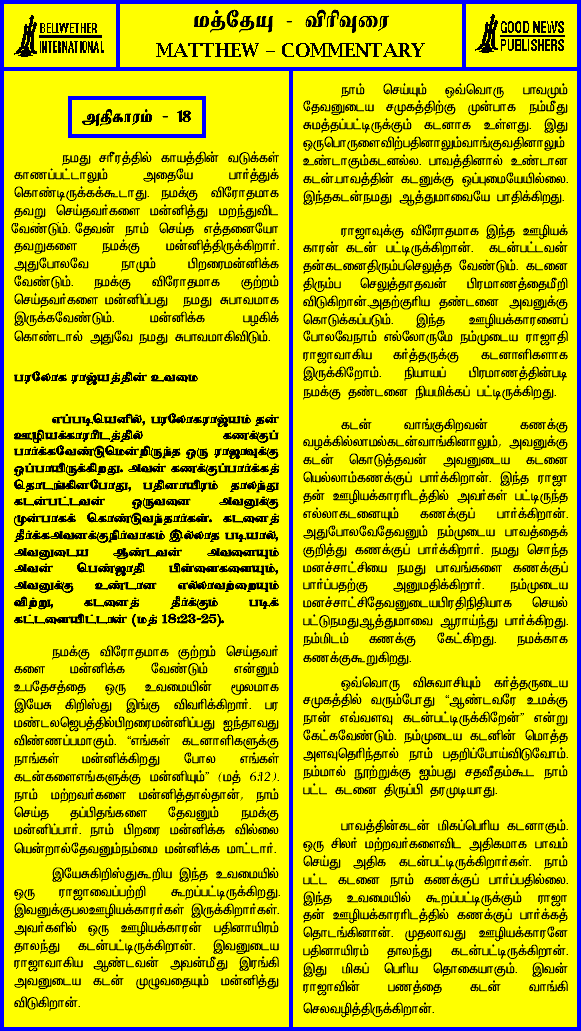 BELLWETHER
INTERNATIONAL
மத்தேயு - விரிவுரை
MATTHEW – COMMENTARY
GOOD NEWS
PUBLISHERS
அதிகாரம் - 18
நமது சரீரத்தில் காயத்தின் வடுக்கள்
காணப்பட்டாலும் அதையே பார்த்துக்
கொண்டிருக்கக்கூடாது. நமக்கு விரோதமாக
தவறு செய்தவர்களை மன்னித்து மறந்துவிட
வேண்டும். தேவன் நாம் செய்த எத்தனையோ
தவறுகளை நமக்கு மன்னித்திருக்கிறார்.
அதுபோலவே நாமும் பிறரைமன்னிக்க
வேண்டும். நமக்கு விரோதமாக குற்றம்
செய்தவர்களை மன்னிப்பது நமது சுபாவமாக
இருக்கவேண்டும். மன்னிக்க பழகிக்
கொண்டால் அதுவே நமது சுபாவமாகிவிடும்.
பரலோக ராஜ்யத்தின் உவமை
எப்படியெனில், பரலோகராஜ்யம் தன்
ஊழியக்காரரிடத்தில் கணக்குப்
பார்க்கவேண்டுமென்றிருந்த ஒரு ராஜாவுக்கு
ஒப்பாயிருக்கிறது. அவன் கணக்குப்பார்க்கத்
தொடங்கினபோது, பதினாயிரம் தாலந்து
கடன்பட்டவன் ஒருவனை அவனுக்கு
முன்பாகக் கொண்டுவந்தார்கள். கடனைத்
தீர்க்கஅவனக்குநிர்வாகம் இல்லாத படியால்,
அவனுடைய ஆண்டவன் அவனையும்
அவன் பெண்ஜாதி பிள்ளைகளையும்,
அவனுக்கு உண்டான எல்லாவற்றையும்
விற்று, கடனைத் தீர்க்கும் படிக்
கட்டளையிட்டான் (மத் 18:23-25).
நமக்கு விரோதமாக குற்றம் செய்தவர்
களை மன்னிக்க வேண்டும் என்னும்
உபதேசத்தை ஒரு உவமையின் மூலமாக
இயேசு கிறிஸ்து இங்கு விவரிக்கிறார். பர
மண்டலஜெபத்தில்பிறரைமன்னிப்பது ஐந்தாவது
விண்ணப்பமாகும். “எங்கள் கடனாளிகளுக்கு
நாங்கள் மன்னிக்கிறது போல எங்கள்
கடன்களைஎங்களுக்கு மன்னியும்” (மத் 6:12).
நாம் மற்றவர்களை மன்னித்தால்தான், நாம்
செய்த தப்பிதங்களை தேவனும் நமக்கு
மன்னிப்பார். நாம் பிறரை மன்னிக்க வில்லை
யென்றால்தேவனும்நம்மை மன்னிக்க மாட்டார்.
இயேசுகிறிஸ்துகூறிய இந்த உவமையில்
ஒரு ராஜாவைப்பற்றி கூறப்பட்டிருக்கிறது.
இவனுக்குபலஊழியக்காரர்கள் இருக்கிறார்கள்.
அவர்களில் ஒரு ஊழியக்காரன் பதினாயிரம்
தாலந்து கடன்பட்டிருக்கிறான். இவனுடைய
ராஜாவாகிய ஆண்டவன் அவன்மீது இரங்கி
அவனுடைய கடன் முழுவதையும் மன்னித்து
விடுகிறான்.
நாம் செய்யும் ஒவ்வொரு பாவமும்
தேவனுடைய சமுகத்திற்கு முன்பாக நம்மீது
சுமத்தப்பட்டிருக்கும் கடனாக உள்ளது. இது
ஒருபொருளைவிற்பதினாலும்வாங்குவதினாலும்
உண்டாகும்கடனல்ல. பாவத்தினால் உண்டான
கடன்.பாவத்தின் கடனுக்கு ஒப்புமையேயில்லை.
இந்தகடன்நமது ஆத்துமாவையே பாதிக்கிறது.
ராஜாவுக்கு விரோதமாக இந்த ஊழியக்
காரன் கடன் பட்டிருக்கிறான். கடன்பட்டவன்
தன்கடனைதிரும்பசெலுத்த வேண்டும். கடனை
திரும்ப செலுத்தாதவன் பிரமாணத்தைமீறி
விடுகிறான்.அதற்குரிய தண்டனை அவனுக்கு
கொடுக்கப்படும். இந்த ஊழியக்காரனைப்
போலவேநாம் எல்லோருமே நம்முடைய ராஜாதி
ராஜாவாகிய கர்த்தருக்கு கடனாளிகளாக
இருக்கிறோம். நியாயப் பிரமாணத்தின்படி
நமக்கு தண்டனை நியமிக்கப் பட்டிருக்கிறது.
கடன் வாங்குகிறவன் கணக்கு
வழக்கில்லாமல்கடன்வாங்கினாலும், அவனுக்கு
கடன் கொடுத்தவன் அவனுடைய கடனை
யெல்லாம்கணக்குப் பார்க்கிறான். இந்த ராஜா
தன் ஊழியக்காரரிடத்தில் அவர்கள் பட்டிருந்த
எல்லாகடனையும் கணக்குப் பார்க்கிறான்.
அதுபோலவேதேவனும் நம்முடைய பாவத்தைக்
குறித்து கணக்குப் பார்க்கிறார். நமது சொந்த
மனச்சாட்சியை நமது பாவங்களை கணக்குப்
பார்ப்பதற்கு அனுமதிக்கிறார். நம்முடைய
மனச்சாட்சிதேவனுடையபிரதிநிதியாக செயல்
பட்டுநமதுஆத்துமாவை ஆராய்ந்து பார்க்கிறது.
நம்மிடம் கணக்கு கேட்கிறது. நமக்காக
கணக்குகூறுகிறது.
ஒவ்வொரு விசுவாசியும் கர்த்தருடைய
சமுகத்தில் வரும்போது “ஆண்டவரே உமக்கு
நான் எவ்வளவு கடன்பட்டிருக்கிறேன்” என்று
கேட்கவேண்டும். நம்முடைய கடனின் மொத்த
அளவுதெரிந்தால் நாம் பதறிப்போய்விடுவோம்.
நம்மால் நூற்றுக்கு ஐம்பது சதவீதம்கூட நாம்
பட்ட கடனை திருப்பி தரமுடியாது.
பாவத்தின்கடன் மிகப்பெரிய கடனாகும்.
ஒரு சிலர் மற்றவர்களைவிட அதிகமாக பாவம்
செய்து அதிக கடன்பட்டிருக்கிறார்கள். நாம்
பட்ட கடனை நாம் கணக்குப் பார்ப்பதில்லை.
இந்த உவமையில் கூறப்பட்டிருக்கும் ராஜா
தன் ஊழியக்காரரிடத்தில் கணக்குப் பார்க்கத்
தொடங்கினான். முதலாவது ஊழியக்காரனே
பதினாயிரம் தாலந்து கடன்பட்டிருக்கிறான்.
இது மிகப் பெரிய தொகையாகும். இவன்
ராஜாவின் பணத்தை கடன் வாங்கி
செலவழித்திருக்கிறான்.